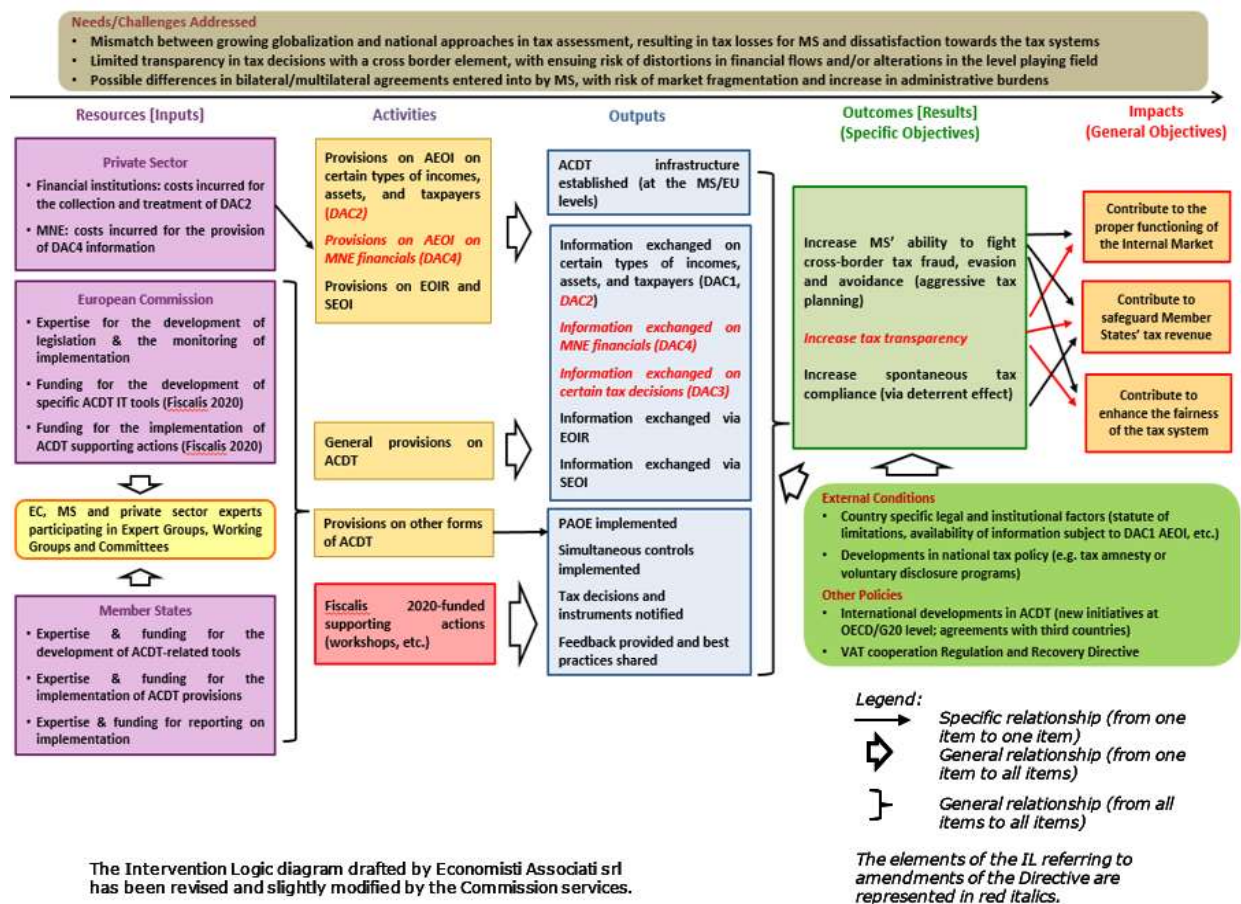 Needs/Challenges Addressed
• Mismatch between growing globalization and national approaches in tax assessment, resulting in tax losses for MS and dissatisfaction towards the tax systems
• Limited transparency in tax decisions with a cross border element, with ensuing risk of distortions in financial flows and/or alterations in the level playing field
• Possible differences in bilateral/multilateral agreements entered into by MS, with risk of market fragmentation and increase in administrative burdens
Resources [Inputs]
Private Sector
• Financial institutions: costs incurred for
the collection and treatment of DAC2
• MNE: costs incurred for the provision
of DAC4 information
European Commission
• Expertise for the development of
legislation & the monitoring of
implementation
• Funding for the development of
specific ACDT IT tools (Fiscalis 2020)
• Funding for the implementation of
ACDT supporting actions (Fiscalis 2020)
EC, MS and private sector experts
participating in Expert Groups, Working
Groups and Committees
Member States
• Expertise & funding for the
development of ACDT-related tools
• Expertise & funding for the
implementation of ACDT provisions
• Expertise & funding for reporting on
implementation
Activities
Provisions on AEOI on
certain types of incomes,
assets, and taxpayers
(DAC2)
Provisions on AEOI on
MNE financials (DAC4)
Provisions on EOIR and
SEOI
General provisions on
ACDT
Provisions on other forms
of ACDT
Fiscalis 2020-funded
supporting actions
(workshops, etc.)
Outputs
ACDT infrastructure
established (at the MS/EU
levels)
Information exchanged on
certain types of incomes,
assets, and taxpayers (DAC1,
DAC2)
Information exchanged on
MNE financials (DAC4)
Information exchanged on
certain tax decisions (DAC3)
Information exchanged via
EOIR
Information exchanged via
SEOI
PAOE implemented
Simultaneous controls
implemented
Tax decisions and
instruments notified
Feedback provided and best
practices shared
Outcomes [Results]
(Specific Objectives)
Increase MS' ability to fight
cross-border tax fraud, evasion
and avoidance (aggressive tax
planning)
Increase tax transparency
Increase spontaneous tax
compliance (via deterrent effect)
Impacts
(General Objectives)
Contribute to the
proper functioning of
the Internal Market
Contribute to
safeguard Member
States' tax revenue
Contribute to
enhance the fairness
of the tax system
External Conditions
• Country specific legal and institutional factors (statute of
limitations, availability of information subject to DAC1 AEOI, etc.)
• Developments in national tax policy (e.g. tax amnesty or
voluntary disclosure programs)
Other Policies
• International developments in ACDT (new initiatives at
OECD/G20 level; agreements with third countries)
• VAT cooperation Regulation and Recovery Directive
Legend:
Specific relationship (from one
item to one item)
General relationship (from one
item to all items)
General relationship (from all
items to all items)
The elements of the IL referring to
amendments of the Directive are
represented in red italics.
The Intervention Logic diagram drafted by Economisti Associati srl
has been revised and slightly modified by the Commission services.